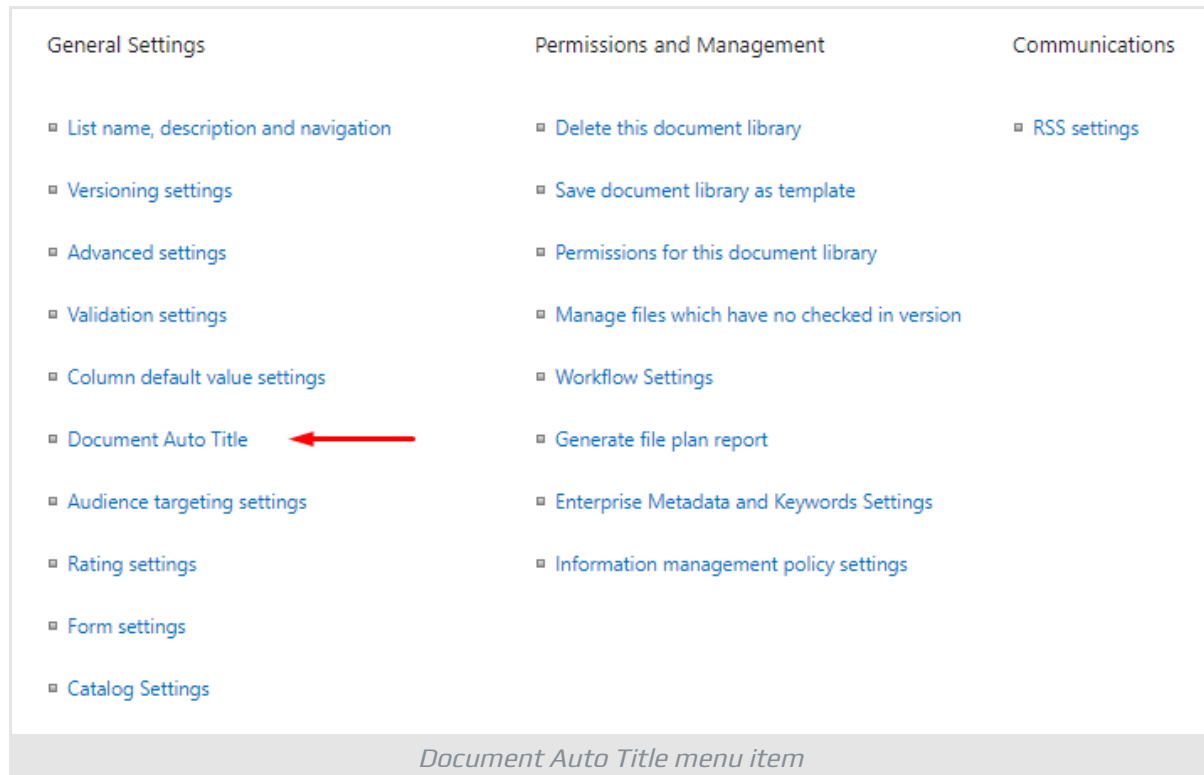 General Settings
List name, description and navigation
Versioning settings
Advanced settings
Validation settings
Column default value settings
Document Auto Title
Audience targeting settings
Rating settings
Form settings
Catalog Settings
Permissions and Management
Delete this document library
Save document library as template
Permissions for this document library
Manage files which have no checked in version
Workflow Settings
Generate file plan report
Enterprise Metadata and Keywords Settings
Information management policy settings
Communications
RSS settings
Document Auto Title menu item